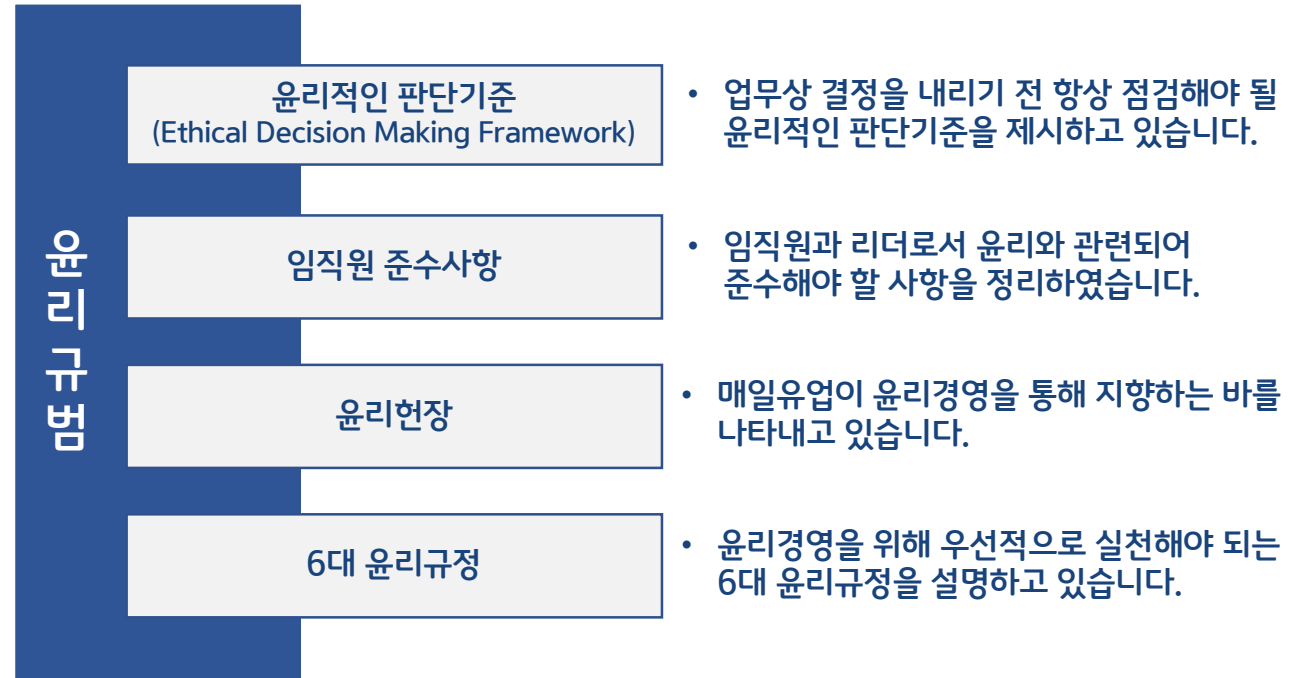 윤리규범
윤리적인 판단기준
(Ethical Decision Making Framework)
• 업무상 결정을 내리기 전 항상 점검해야 될
윤리적인 판단기준을 제시하고 있습니다.
임직원 준수사항
• 임직원과 리더로서 윤리와 관련되어
준수해야 할 사항을 정리하였습니다.
윤리헌장
• 매일유업이 윤리경영을 통해 지향하는 바를
나타내고 있습니다.
6대 윤리규정
• 윤리경영을 위해 우선적으로 실천해야 되는
6대 윤리규정을 설명하고 있습니다.